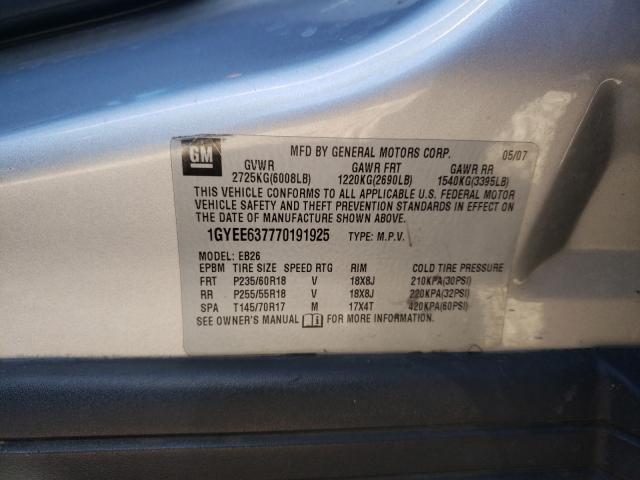 GM
MFD BY GENERAL MOTORS CORP. 05/07
GVWR GAWR FRT GAWR RR
2725KG(6008LB) 1220KG(2690LB) 1540KG(3395LB)
THIS VEHICLE CONFORMS TO ALL APPLICABLE U.S. FEDERAL MOTOR
VEHICLE SAFETY AND THEFT PREVENTION STANDARDS IN EFFECT ON
THE DATE OF MANUFACTURE SHOWN ABOVE.
1GYEE637770191925 TYPE: M.P.V.
MODEL: EB26
EPBM TIRE SIZE SPEED RTG RIM COLD TIRE PRESSURE
FRT P235/60R18 V 18X8J 210KPA(30PSI)
RR P255/55R18 V 18X8J 220KPA(32PSI)
SPA T145/70R17 M 17X4T 420KPA(60PSI)
SEE OWNER'S MANUAL FOR MORE INFORMATION